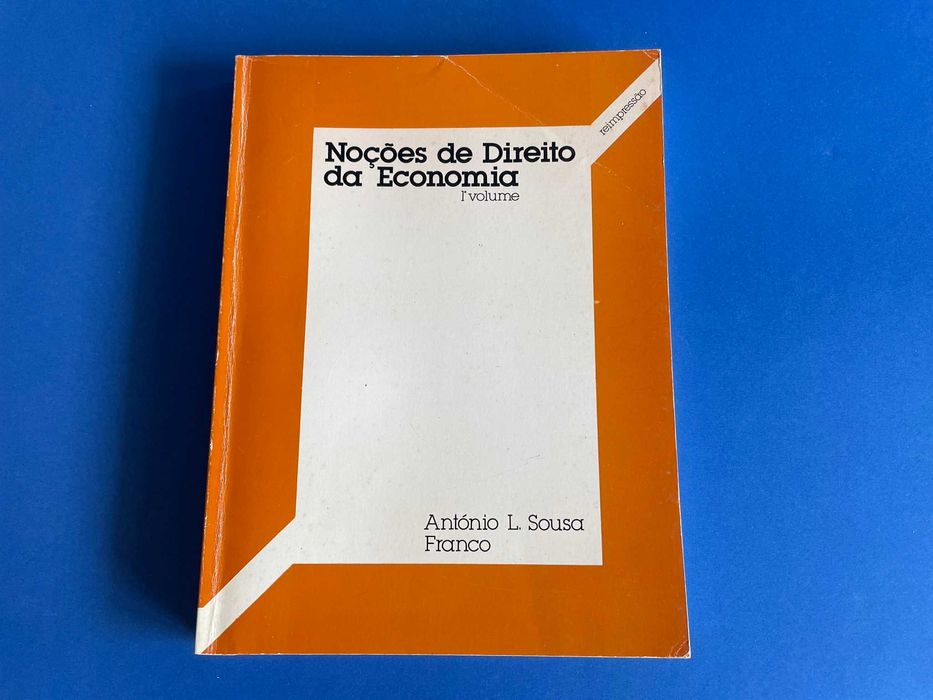 reimpressão
Noções de Direito
da Economia
1º volume
António L. Sousa
Franco